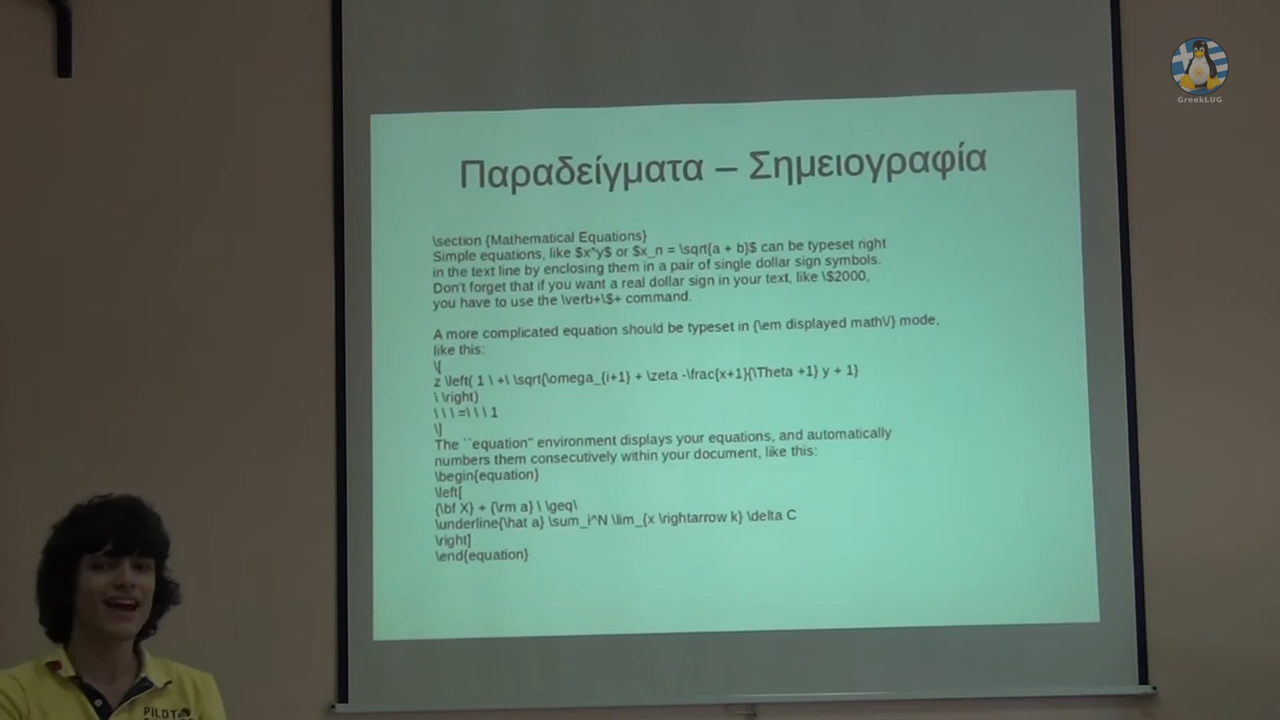 GreekLUG
Παραδείγματα – Σημειογραφία
\section {Mathematical Equations}
Simple equations, like $x^y$ or $x_n = \sqrt{a + b}$ can be typeset right
in the text line by enclosing them in a pair of single dollar sign symbols.
Don't forget that if you want a real dollar sign in your text, like \$2000,
you have to use the \verb+\$+ command.
A more complicated equation should be typeset in {\em displayed math\/} mode,
like this:
\[
z \left( 1 \ +\ \sqrt{\omega_{i+1} + \zeta -\frac{x+1}{\Theta +1} y + 1}
\ \right)
\ \ \ =\ \ \ 1
\]
The ``equation'' environment displays your equations, and automatically
numbers them consecutively within your document, like this:
\begin{equation}
\left[
{\bf X} + {\rm a} \ \geq\
\underline{\hat a} \sum_i^N \lim_{x \rightarrow k} \delta C
\right]
\end{equation}
PILOT